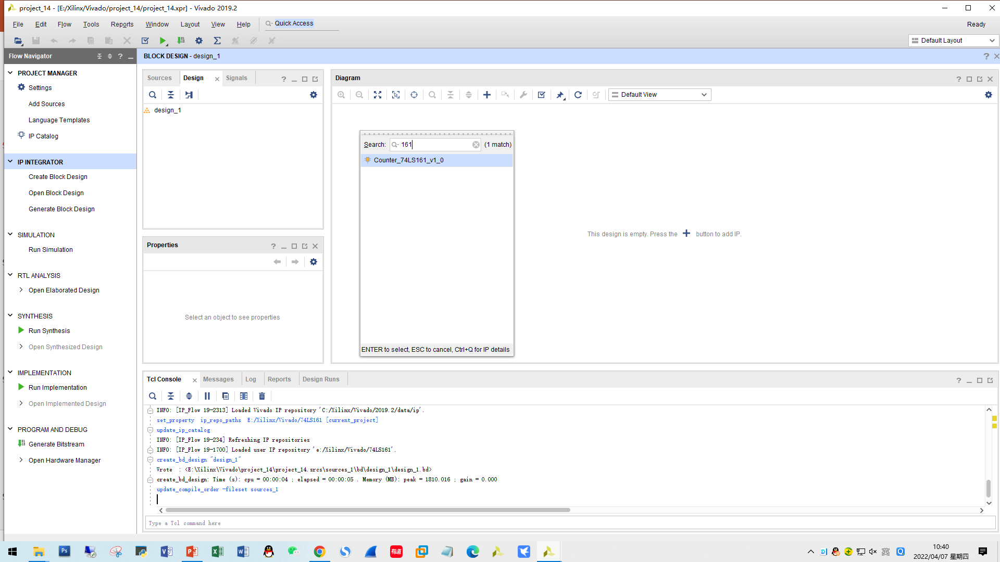 project_14 - [E:/Xilinx/Vivado/project_14/project_14.xpr] - Vivado 2019.2
File Edit Flow Tools Reports Window Layout View Help Quick Access
Ready
Default Layout
Flow Navigator
PROJECT MANAGER
Settings
Add Sources
Language Templates
IP Catalog
IP INTEGRATOR
Create Block Design
Open Block Design
Generate Block Design
SIMULATION
Run Simulation
RTL ANALYSIS
Open Elaborated Design
SYNTHESIS
Run Synthesis
Open Synthesized Design
IMPLEMENTATION
Run Implementation
Open Implemented Design
PROGRAM AND DEBUG
Generate Bitstream
Open Hardware Manager
BLOCK DESIGN - design_1
Sources Design Signals
design_1
Properties
Select an object to see properties
Diagram
Default View
Search: 161 (1 match)
Counter_74LS161_v1_0
ENTER to select, ESC to cancel, Ctrl+Q for IP details
This design is empty. Press the + button to add IP.
Tcl Console Messages Log Reports Design Runs
INFO: [IP_Flow 19-2313] Loaded Vivado IP repository 'C:/Xilinx/Vivado/2019.2/data/ip'.
set_property ip_repo_paths E:/Xilinx/Vivado/74LS161 [current_project]
update_ip_catalog
INFO: [IP_Flow 19-234] Refreshing IP repositories
INFO: [IP_Flow 19-1700] Loaded user IP repository 'e:/Xilinx/Vivado/74LS161'.
create_bd_design "design_1"
Wrote : <E:\Xilinx\Vivado\project_14\project_14.srcs\sources_1\bd\design_1\design_1.bd>
create_bd_design: Time (s): cpu = 00:00:04 ; elapsed = 00:00:05 . Memory (MB): peak = 1810.016 ; gain = 0.000
update_compile_order -fileset sources_1
Type a Tcl command here
英
10:40
2022/04/07 星期四